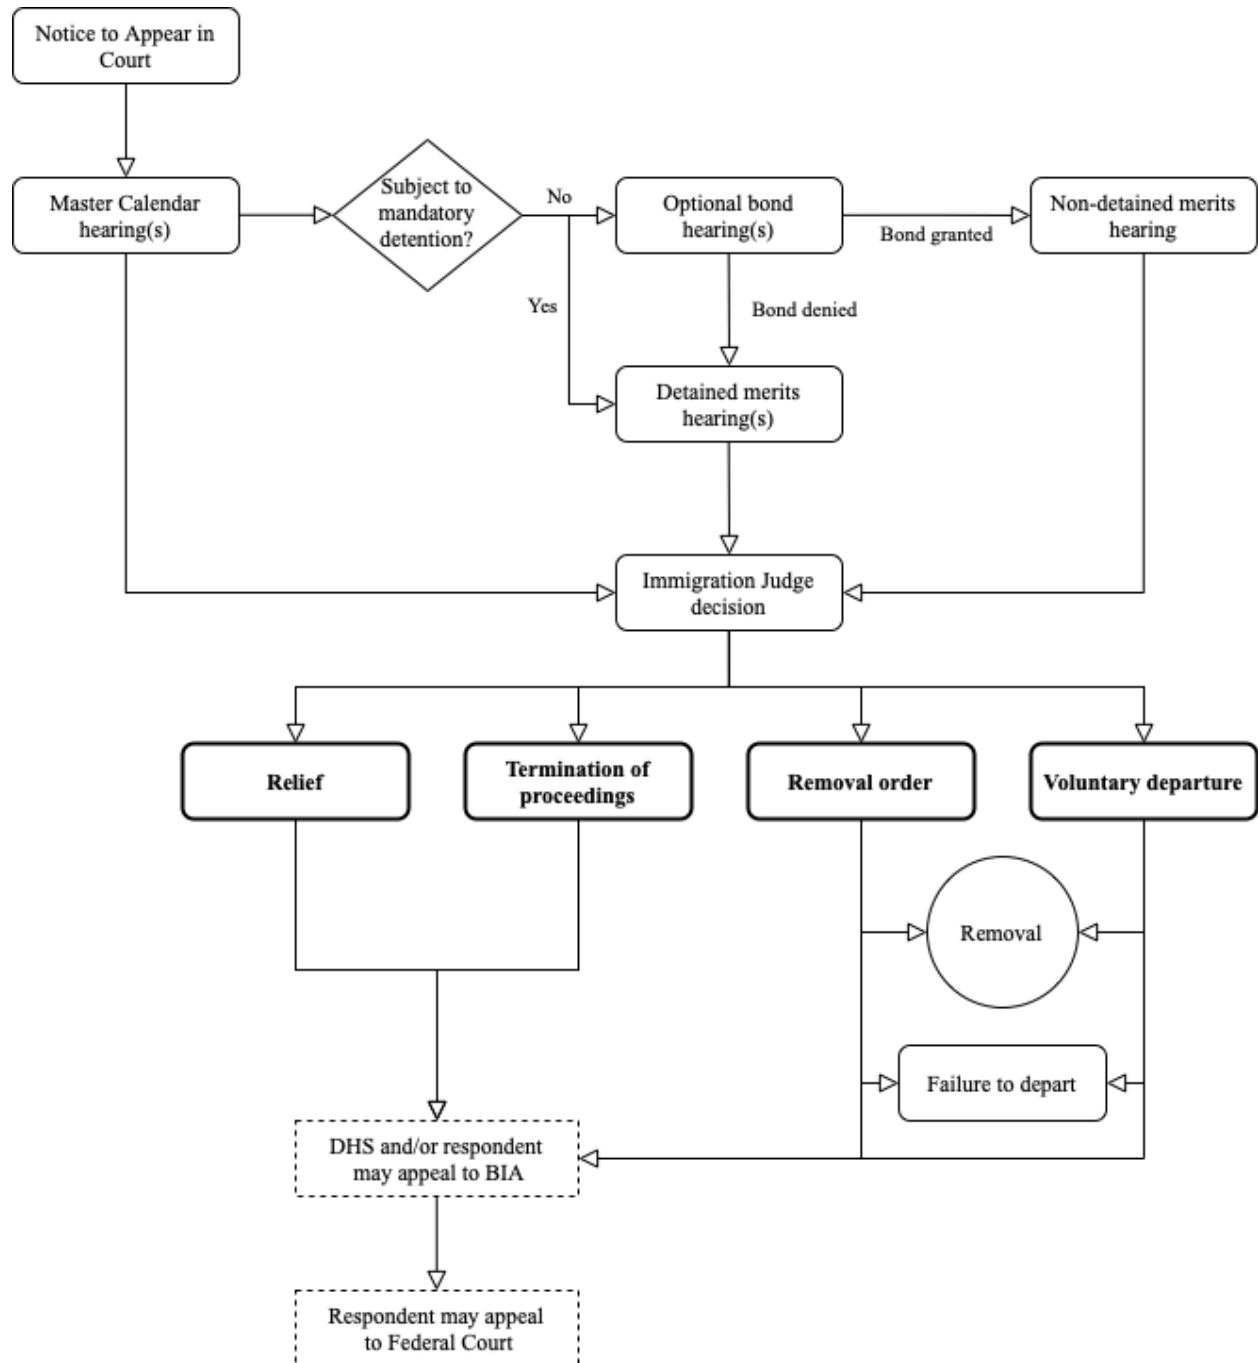 Notice to Appear in
Court
Master Calendar
hearing(s)
Subject to
mandatory
detention?
No
Yes
Optional bond
hearing(s)
Bond granted
Non-detained merits
hearing
Bond denied
Detained merits
hearing(s)
Immigration Judge
decision
Relief
Termination of
proceedings
Removal order
Voluntary departure
Removal
Failure to depart
DHS and/or respondent
may appeal to BIA
Respondent may appeal
to Federal Court